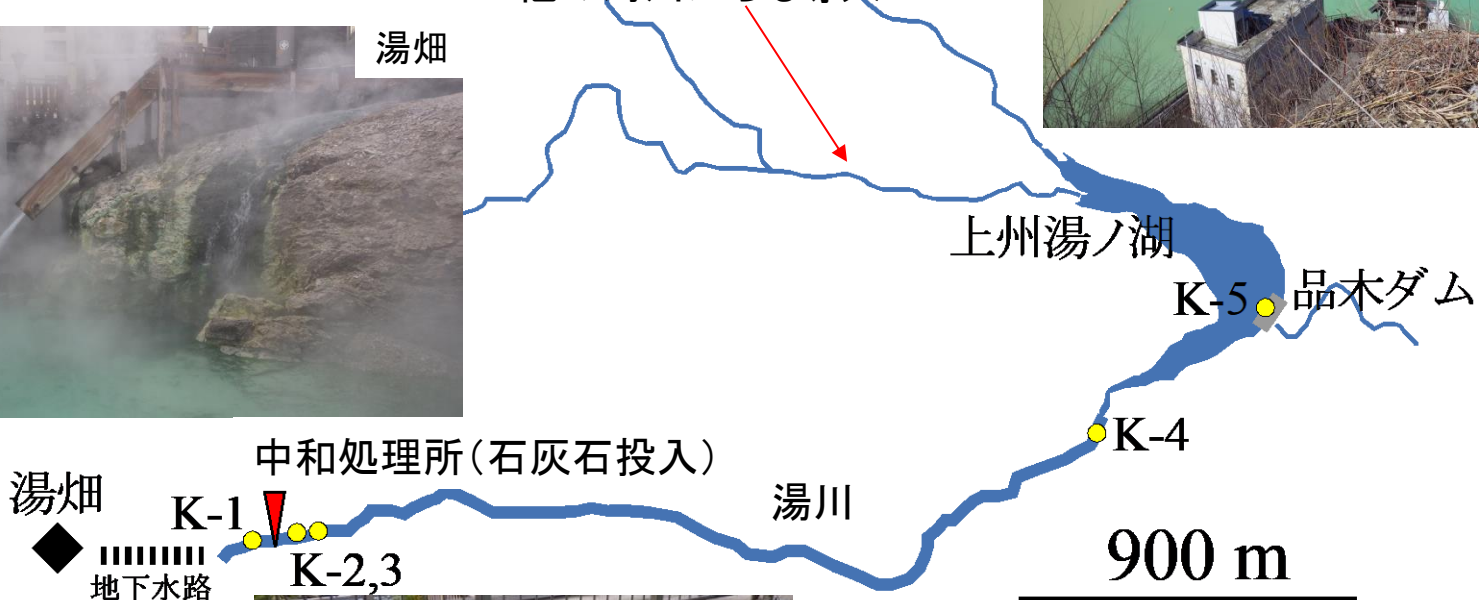 湯畑
上州湯ノ湖
K-5
品木ダム
K-4
中和処理所（石灰石投入）
湯畑
K-1
湯川
K-2,3
地下水路
900 m